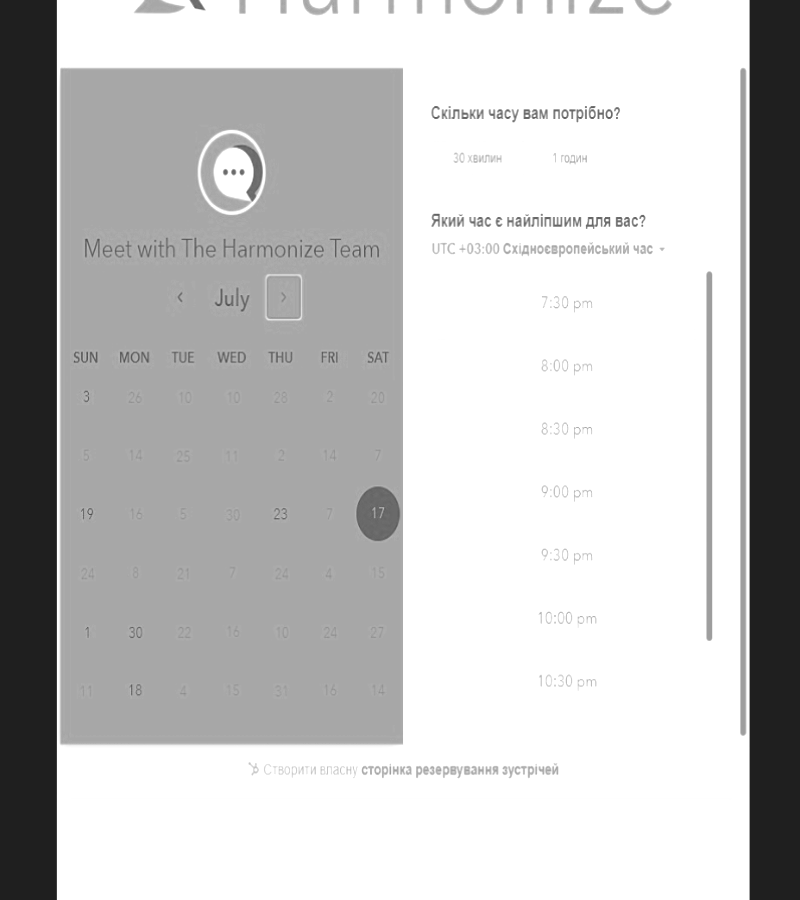 Harmonize
Meet with The Harmonize Team
July
SUN MON TUE WED THU FRI SAT
3 26 10 10 28 2 20
5 14 25 11 2 14 7
19 16 5 30 23 7 17
24 8 21 7 24 4 15
1 30 22 16 10 24 27
11 18 4 15 31 16 14
Скільки часу вам потрібно?
30 хвилин 1 годин
Який час є найліпшим для вас?
UTC +03:00 Східноєвропейський час
7:30 pm
8:00 pm
8:30 pm
9:00 pm
9:30 pm
10:00 pm
10:30 pm
Створити власну сторінка резервування зустрічей